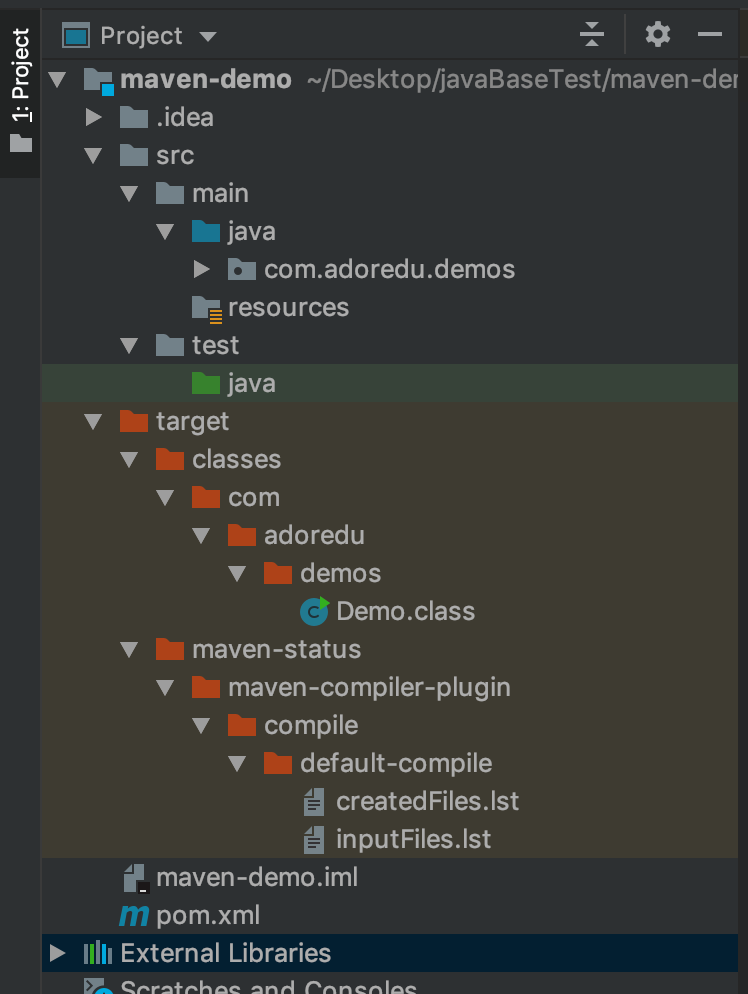 Project
1: Project
maven-demo ~/Desktop/javaBaseTest/maven-der
.idea
src
main
java
com.adoredu.demos
resources
test
java
target
classes
com
adoredu
demos
Demo.class
maven-status
maven-compiler-plugin
compile
default-compile
createdFiles.lst
inputFiles.lst
maven-demo.iml
pom.xml
External Libraries
Scratches and Consoles